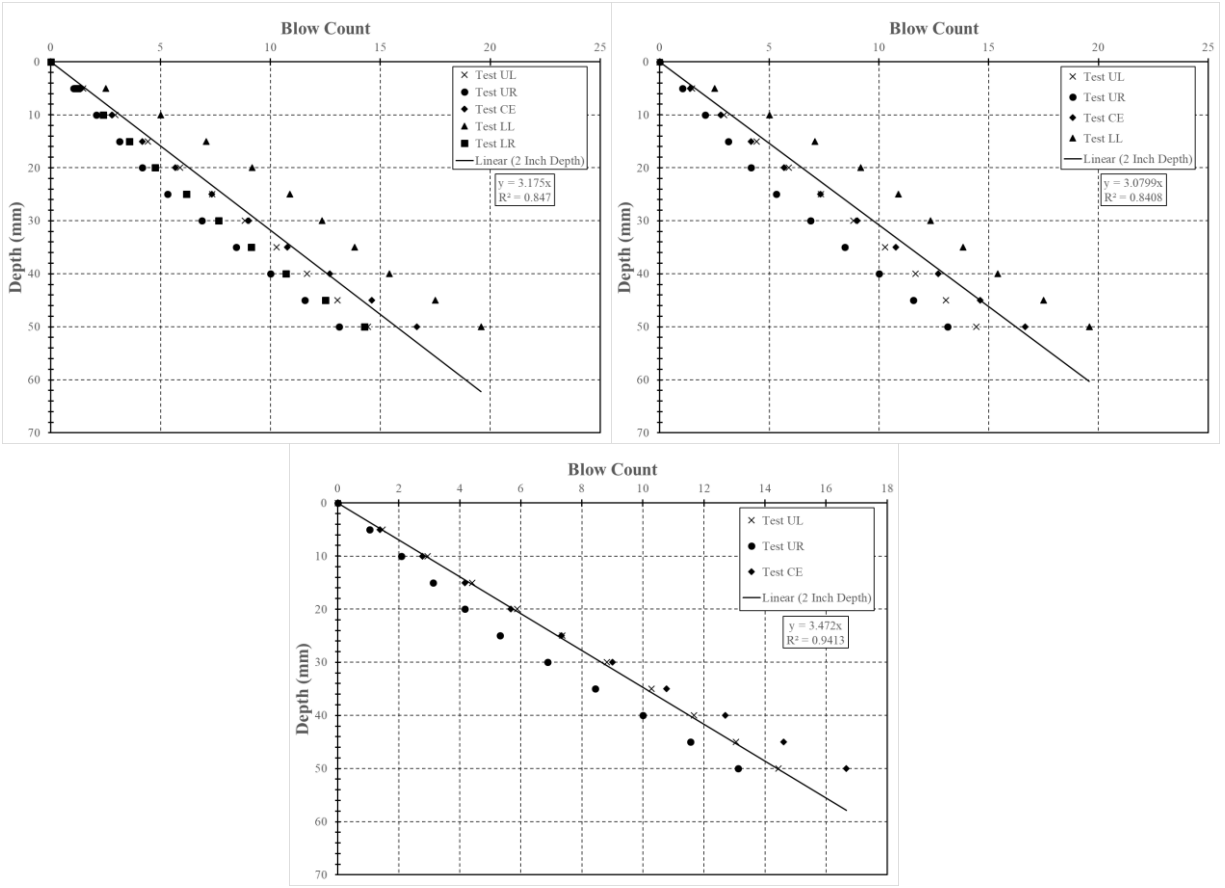 Blow Count
0 5 10 15 20 25
0
10
20
30
40
50
60
70
Depth (mm)
Test UL
Test UR
Test CE
Test LL
Test LR
Linear (2 Inch Depth)
y = 3.175x
R² = 0.847
Blow Count
0 5 10 15 20 25
0
10
20
30
40
50
60
70
Depth (mm)
Test UL
Test UR
Test CE
Test LL
Linear (2 Inch Depth)
y = 3.0799x
R² = 0.8408
Blow Count
0 2 4 6 8 10 12 14 16 18
0
10
20
30
40
50
60
70
Depth (mm)
Test UL
Test UR
Test CE
Linear (2 Inch Depth)
y = 3.472x
R² = 0.9413